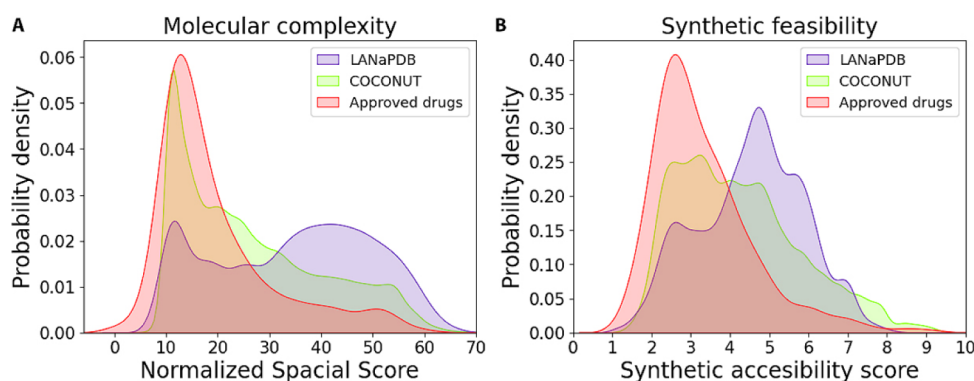 A
Molecular complexity
LANaPDB
COCONUT
Approved drugs
0.06
0.05
0.04
0.03
0.02
0.01
0.00
Probability density
0 10 20 30 40 50 60 70
Normalized Spacial Score
B
Synthetic feasibility
LANaPDB
COCONUT
Approved drugs
0.40
0.35
0.30
0.25
0.20
0.15
0.10
0.05
0.00
Probability density
0 1 2 3 4 5 6 7 8 9 10
Synthetic accesibility score